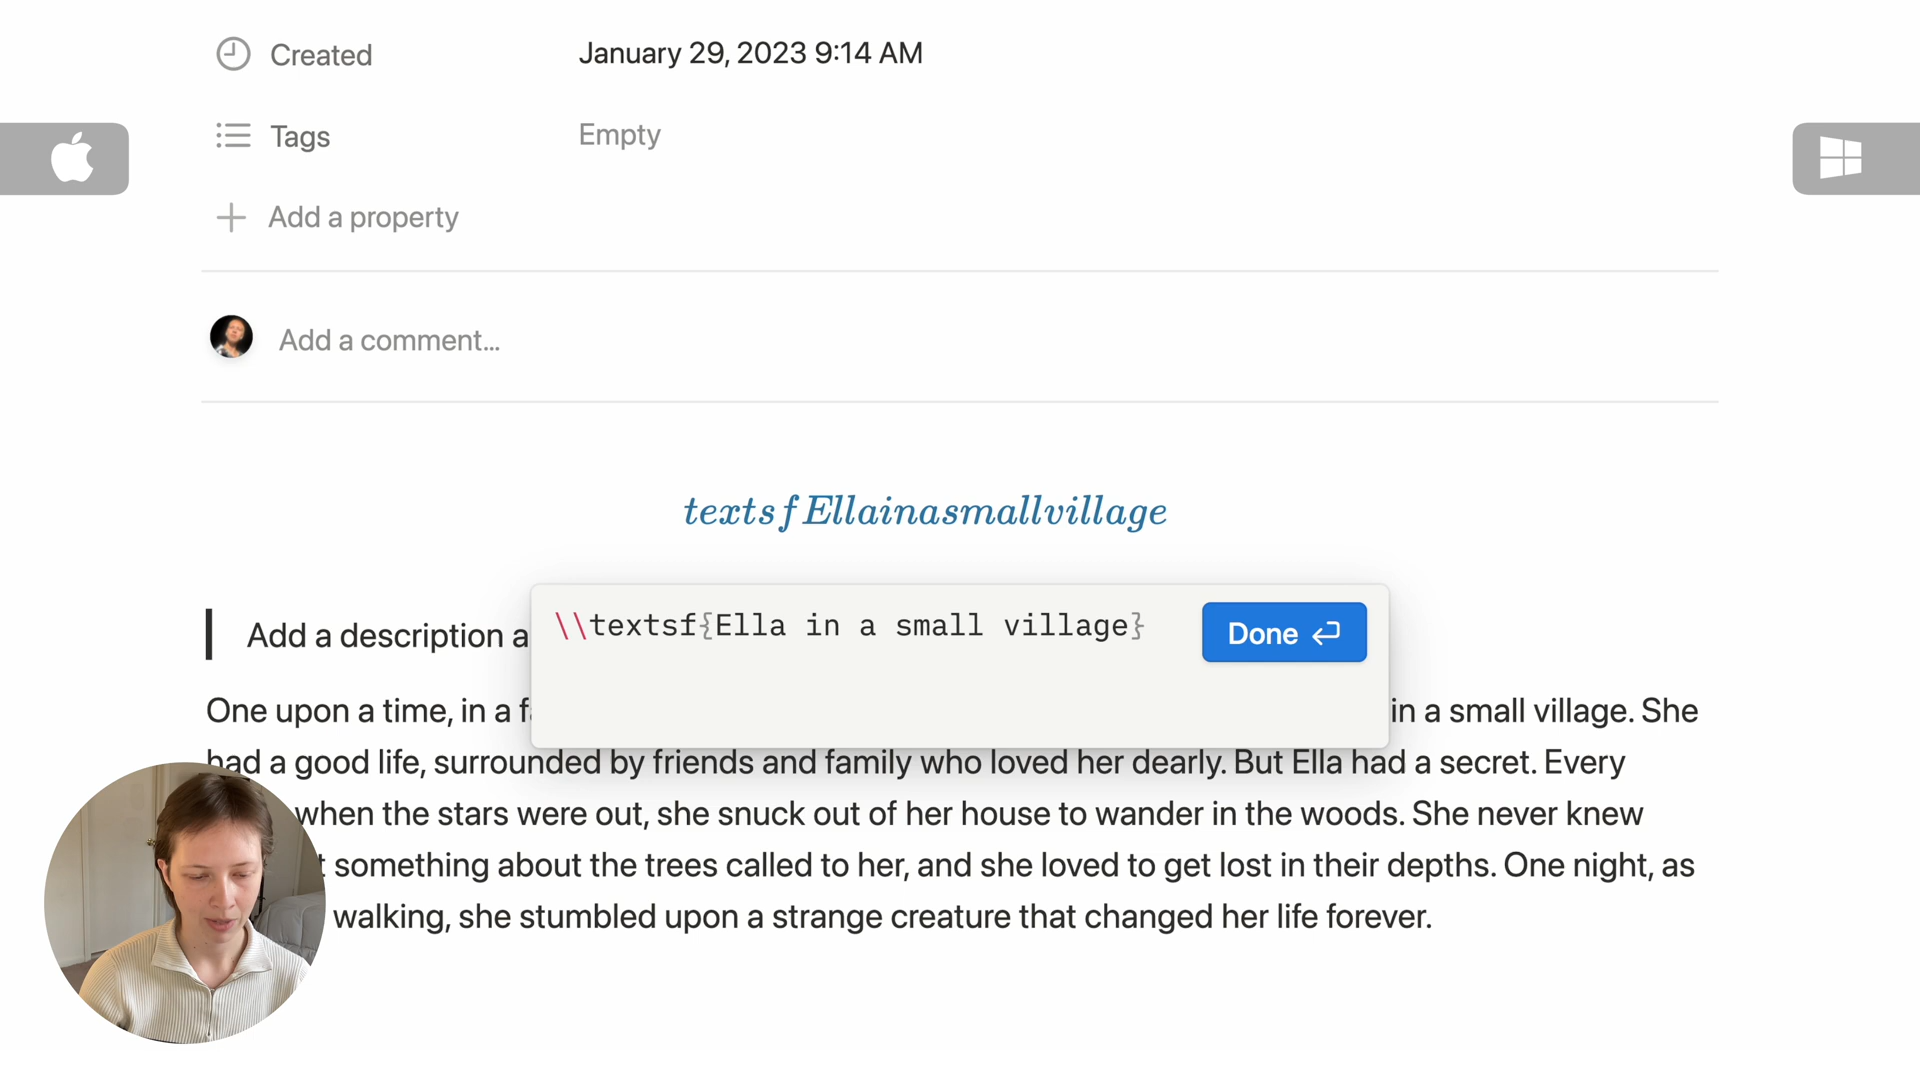 Created January 29, 2023 9:14 AM
Tags Empty
Add a property
Add a comment...
textsfEllainasmallvillage
\\textsf{Ella in a small village}
Done
Add a description a
One upon a time, in a in a small village. She
had a good life, surrounded by friends and family who loved her dearly. But Ella had a secret. Every
when the stars were out, she snuck out of her house to wander in the woods. She never knew
something about the trees called to her, and she loved to get lost in their depths. One night, as
walking, she stumbled upon a strange creature that changed her life forever.